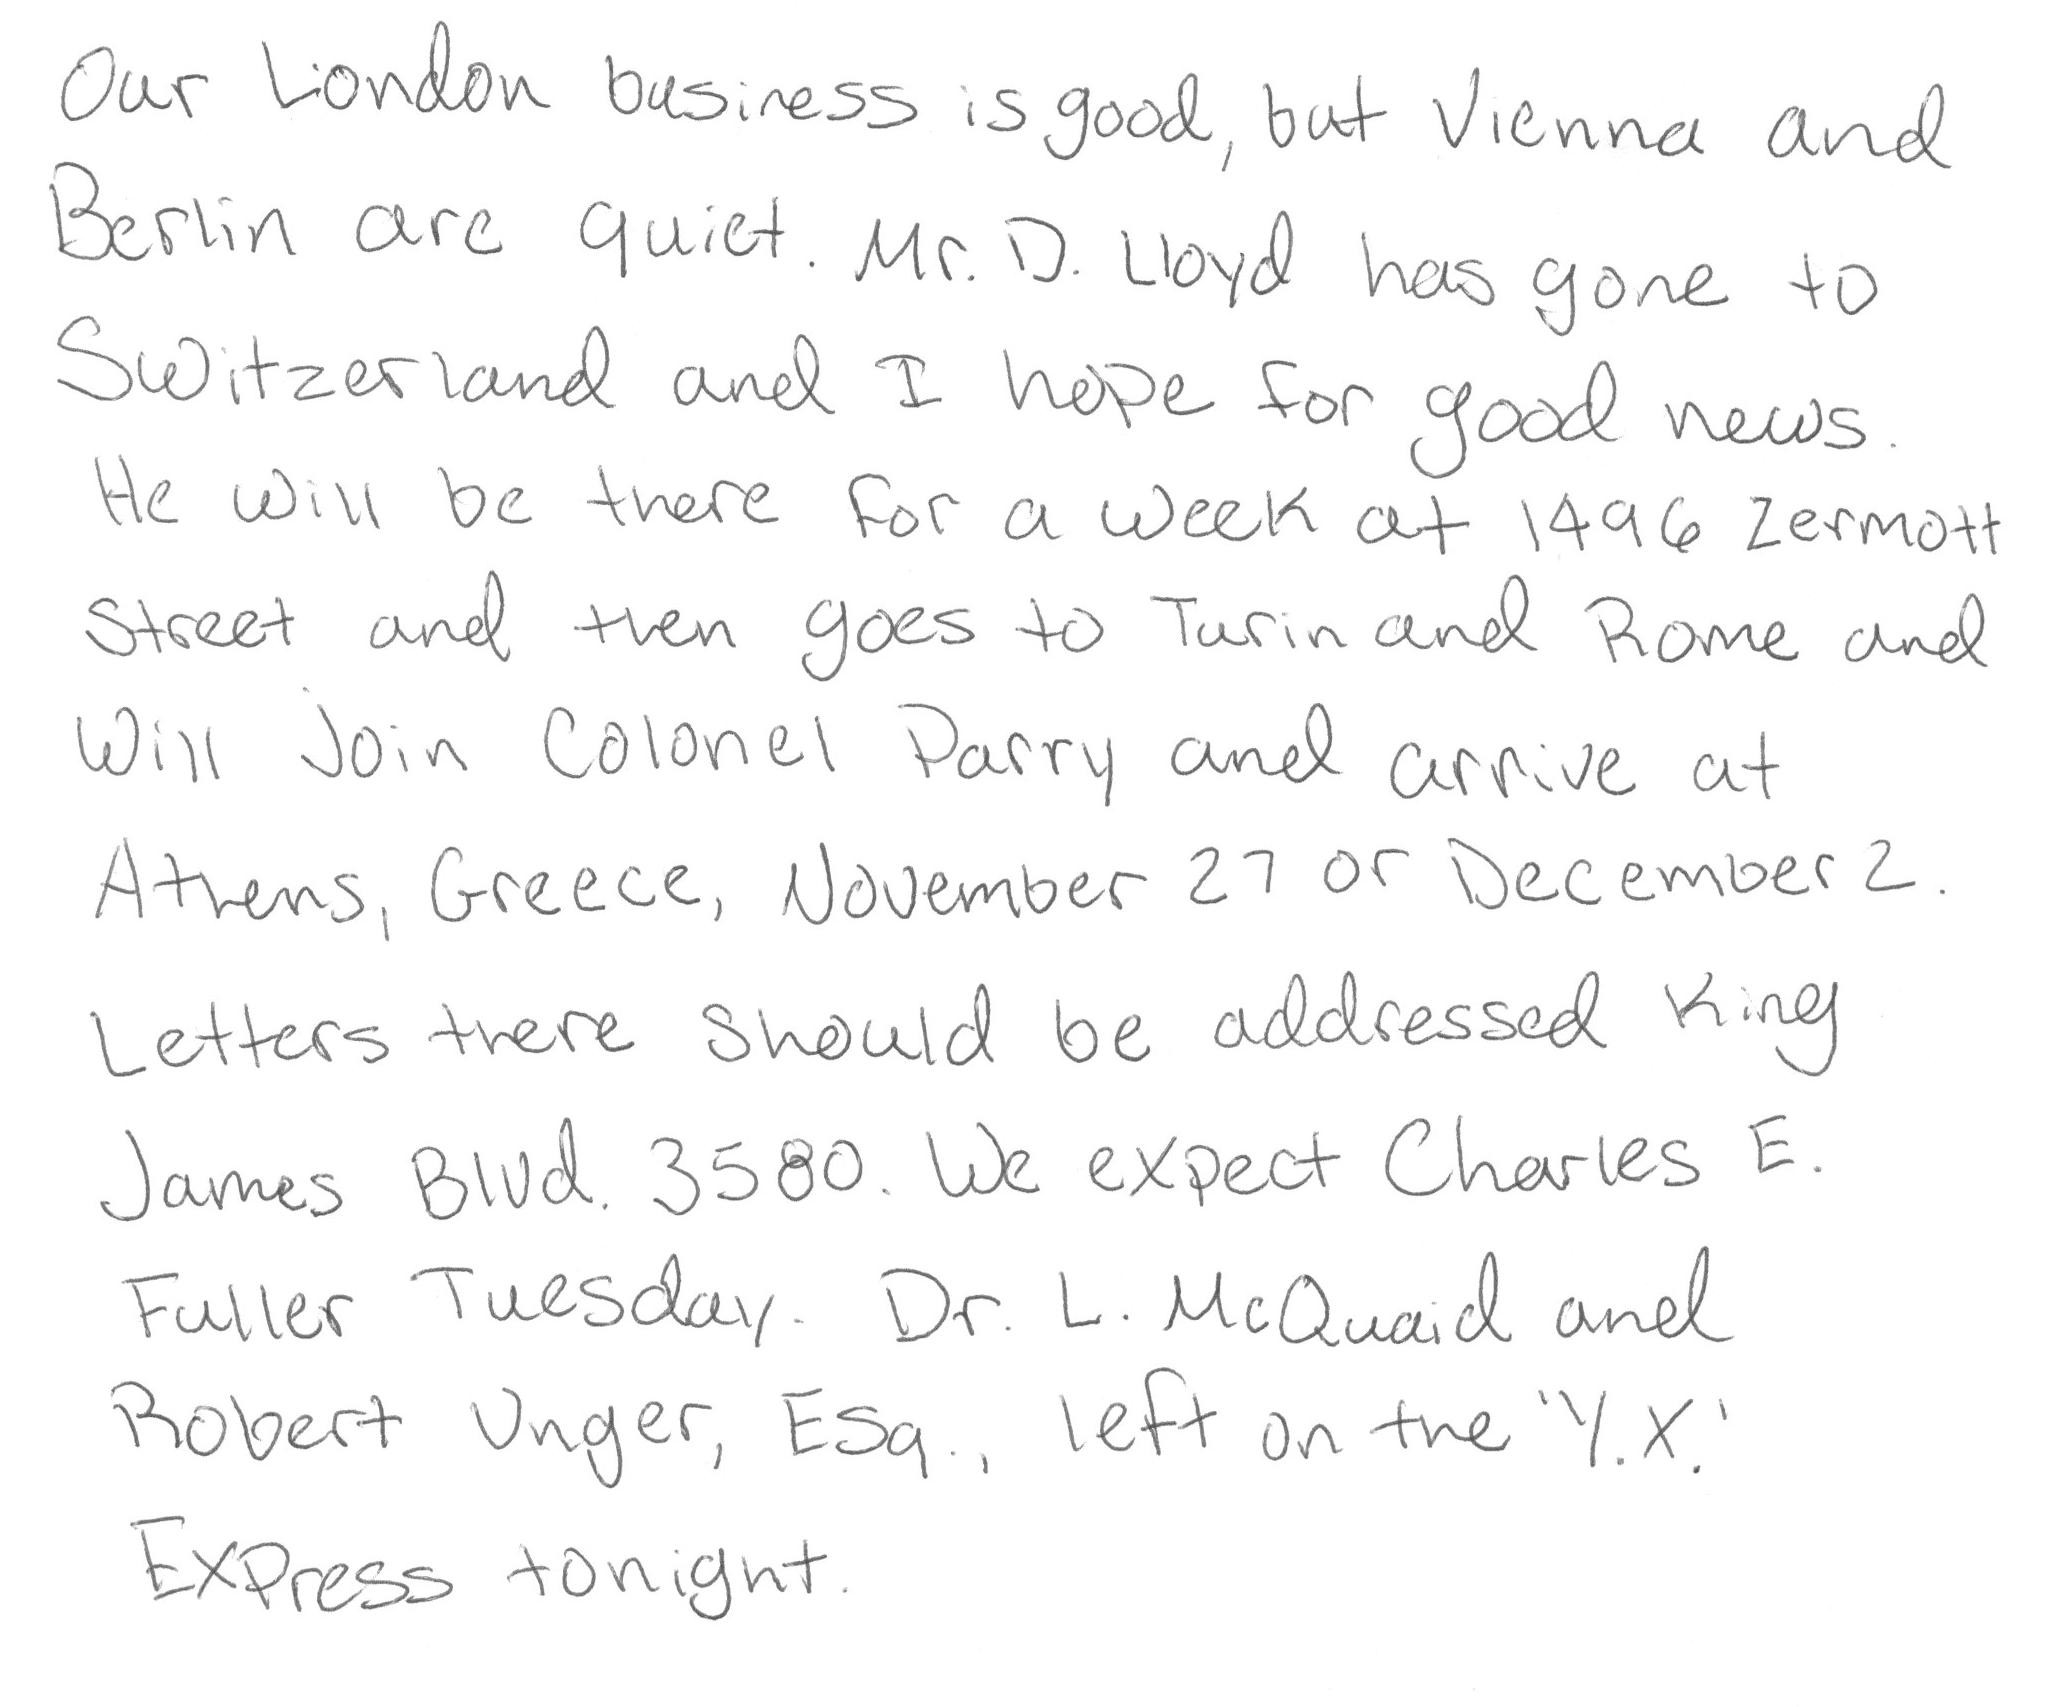 Our London business is good, but Vienna and
Berlin are quiet. Mr. D. Lloyd has gone to
Switzerland and I hope for good news.
He will be there for a week at 1496 Zermott
Street and then goes to Turin and Rome and
will join Colonel Parry and arrive at
Athens, Greece, November 27 or December 2.
Letters there should be addressed King
James Blvd. 3580. We expect Charles E.
Fuller Tuesday. Dr. L. McQuaid and
Robert Unger, Esq., left on the 'Y.X.'
Express tonight.